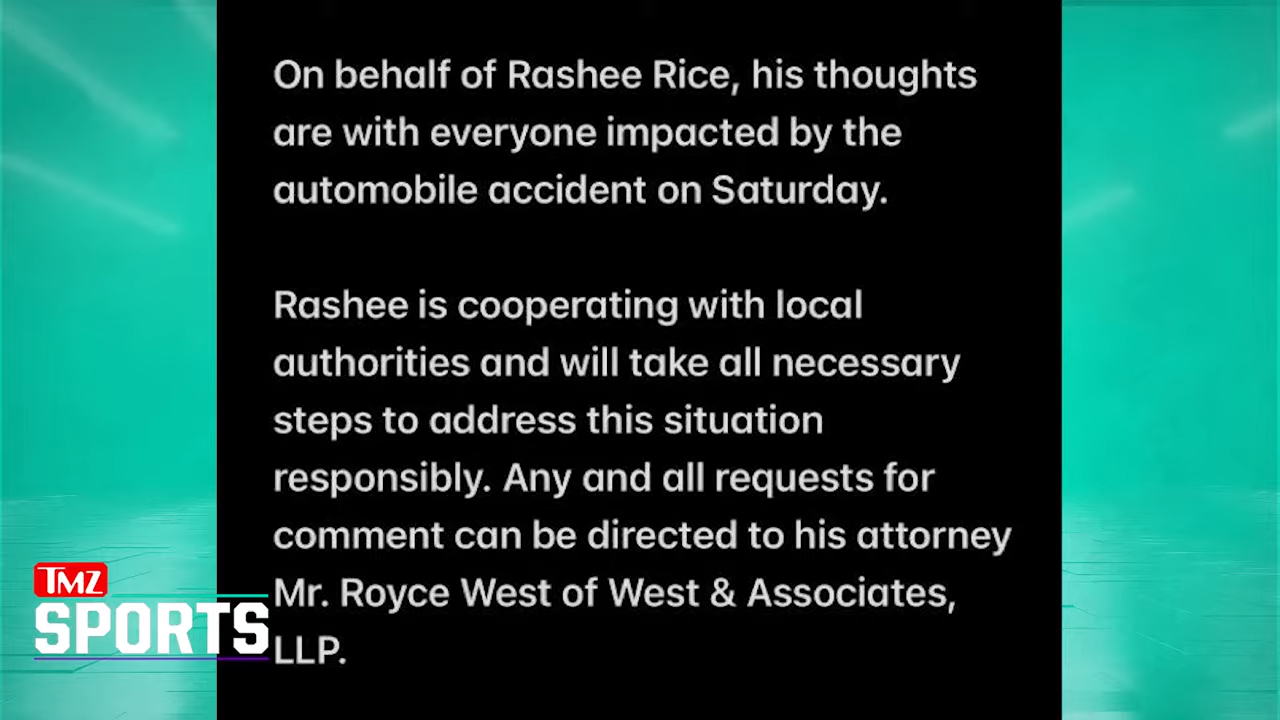 On behalf of Rashee Rice, his thoughts
are with everyone impacted by the
automobile accident on Saturday.
Rashee is cooperating with local
authorities and will take all necessary
steps to address this situation
responsibly. Any and all requests for
comment can be directed to his attorney
Mr. Royce West of West & Associates,
LLP.
TMZ
SPORTS